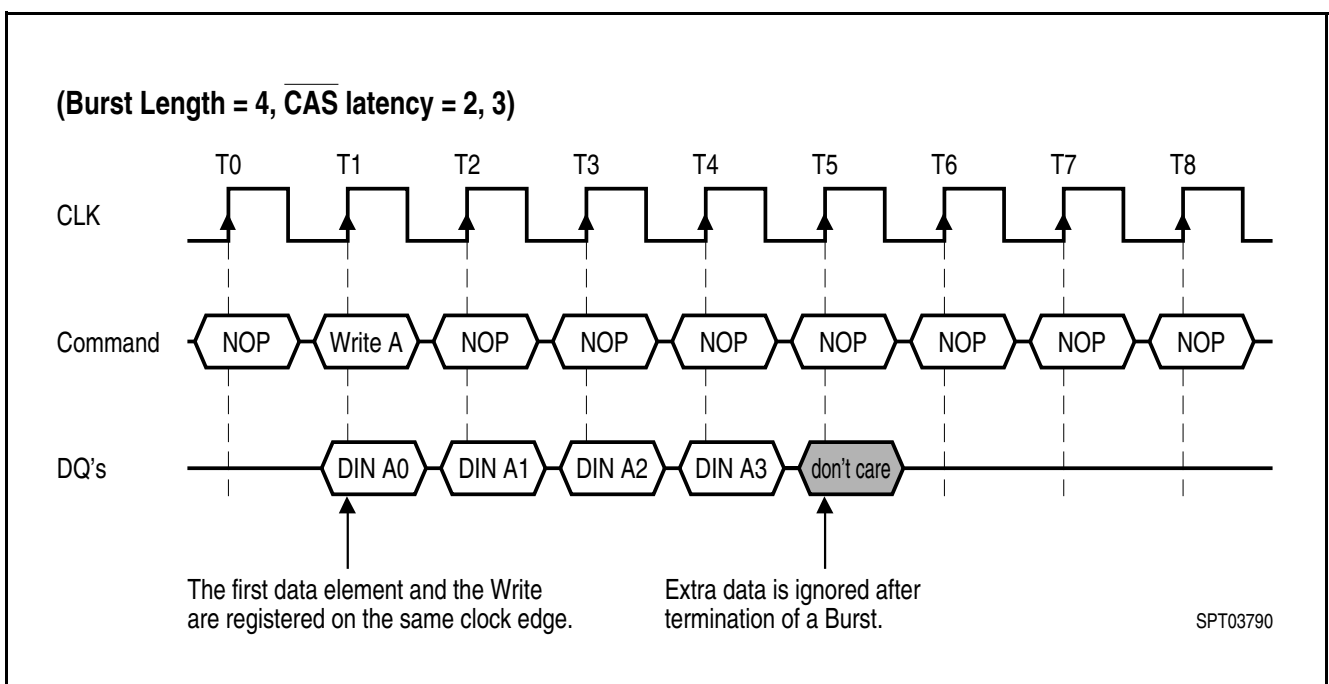 (Burst Length = 4, C̅A̅S̅ latency = 2, 3)
T0 T1 T2 T3 T4 T5 T6 T7 T8
CLK
Command NOP Write A NOP NOP NOP NOP NOP NOP NOP
DQ's DIN A0 DIN A1 DIN A2 DIN A3 don't care
The first data element and the Write
are registered on the same clock edge.
Extra data is ignored after
termination of a Burst.
SPT03790